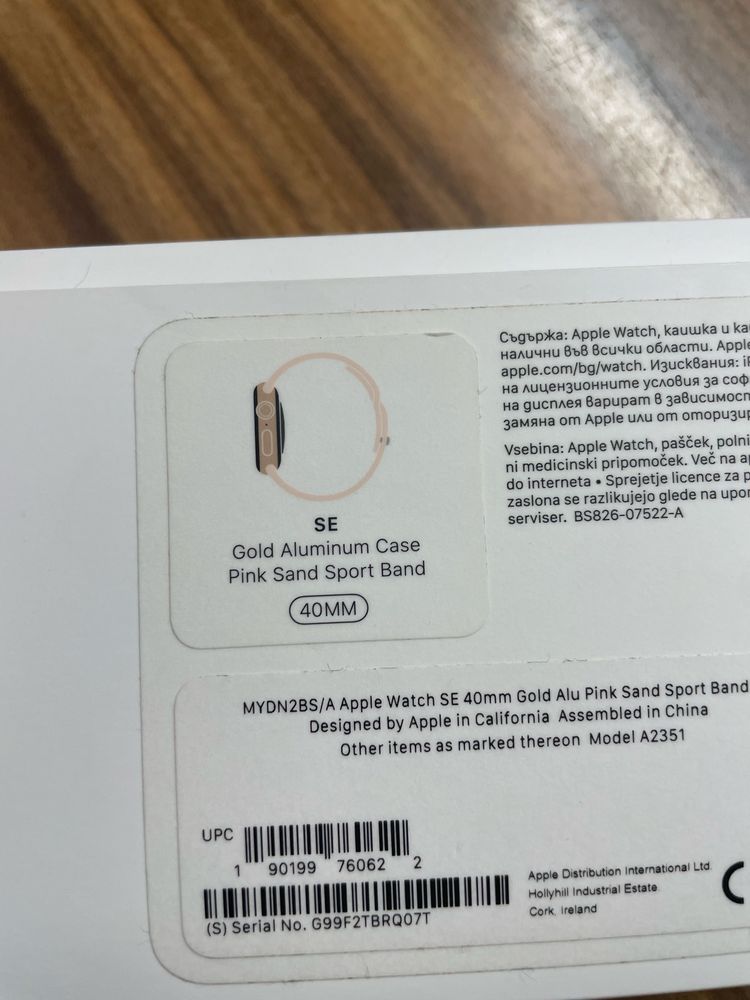 SE
Gold Aluminum Case
Pink Sand Sport Band
40MM
Съдържа: Apple Watch, каишка и
налични във всички области. Apple
apple.com/bg/watch. Изисквания:
на лицензионните условия за
на дисплея варират в
замяна от Apple или от
Vsebina: Apple Watch, pašček,
ni medicinski pripomoček. Več na
do interneta • Sprejetje licence za
zaslona se razlikujejo glede na
serviser. BS826-07522-A
MYDN2BS/A Apple Watch SE 40mm Gold Alu Pink Sand Sport Band
Designed by Apple in California Assembled in China
Other items as marked thereon Model A2351
UPC
1 90199 76062 2
(S) Serial No. G99F2TBRQ07T
Apple Distribution International Ltd.
Hollyhill Industrial Estate
Cork, Ireland